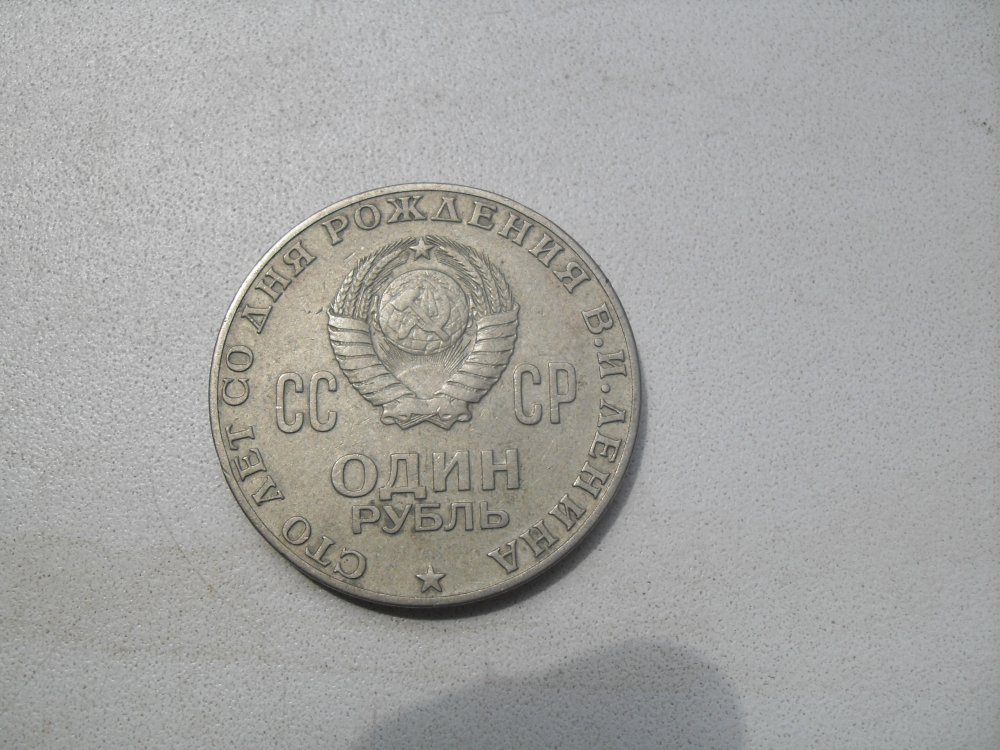 СТО ЛЕТ СО ДНЯ РОЖДЕНИЯ В.И.ЛЕНИНА
СС СР
ОДИН
РУБЛЬ